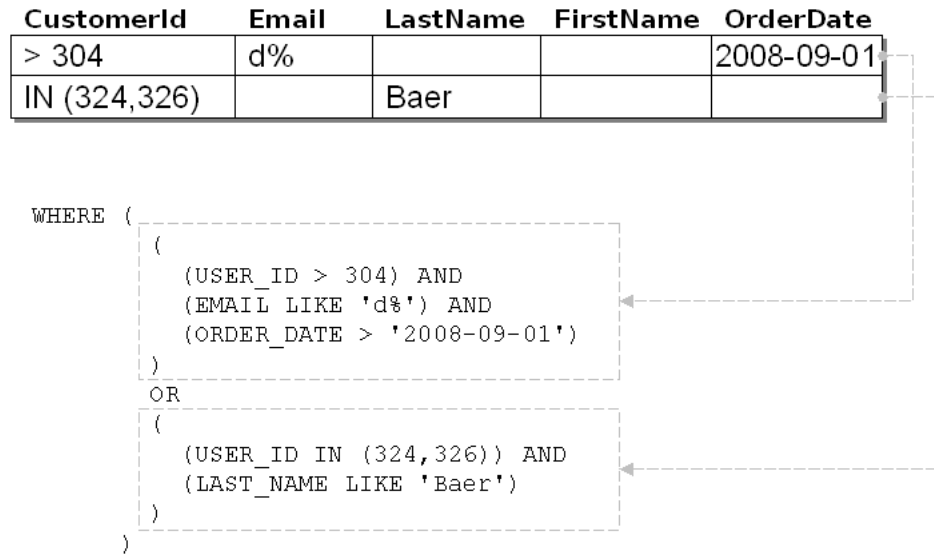 CustomerId Email LastName FirstName OrderDate
> 304 d% 2008-09-01
IN (324,326) Baer
WHERE (
(
(USER_ID > 304) AND
(EMAIL LIKE 'd%') AND
(ORDER_DATE > '2008-09-01')
)
OR
(
(USER_ID IN (324,326)) AND
(LAST_NAME LIKE 'Baer')
)
)